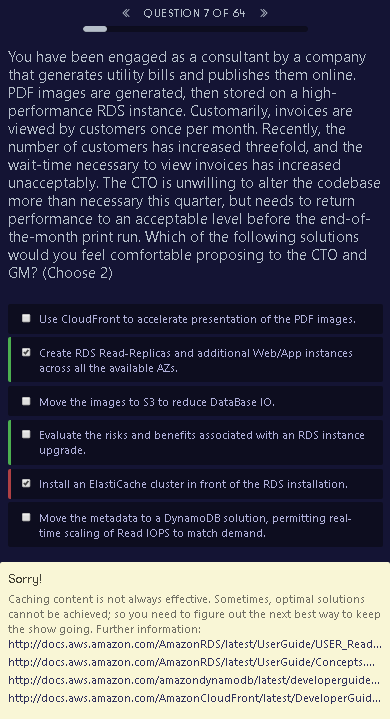 « QUESTION 7 OF 64 »
You have been engaged as a consultant by a company
that generates utility bills and publishes them online.
PDF images are generated, then stored on a high-
performance RDS instance. Customarily, invoices are
viewed by customers once per month. Recently, the
number of customers has increased threefold, and the
wait-time necessary to view invoices has increased
unacceptably. The CTO is unwilling to alter the codebase
more than necessary this quarter, but needs to return
performance to an acceptable level before the end-of-
the-month print run. Which of the following solutions
would you feel comfortable proposing to the CTO and
GM? (Choose 2)
Use CloudFront to accelerate presentation of the PDF images.
Create RDS Read-Replicas and additional Web/App instances
across all the available AZs.
Move the images to S3 to reduce DataBase IO.
Evaluate the risks and benefits associated with an RDS instance
upgrade.
Install an ElastiCache cluster in front of the RDS installation.
Move the metadata to a DynamoDB solution, permitting real-
time scaling of Read IOPS to match demand.
Sorry!
Caching content is not always effective. Sometimes, optimal solutions
cannot be achieved; so you need to figure out the next best way to keep
the show going. Further information:
http://docs.aws.amazon.com/AmazonRDS/latest/UserGuide/USER_Read...
http://docs.aws.amazon.com/AmazonRDS/latest/UserGuide/Concepts....
http://docs.aws.amazon.com/amazondynamodb/latest/developerguide...
http://docs.aws.amazon.com/AmazonCloudFront/latest/DeveloperGuid...